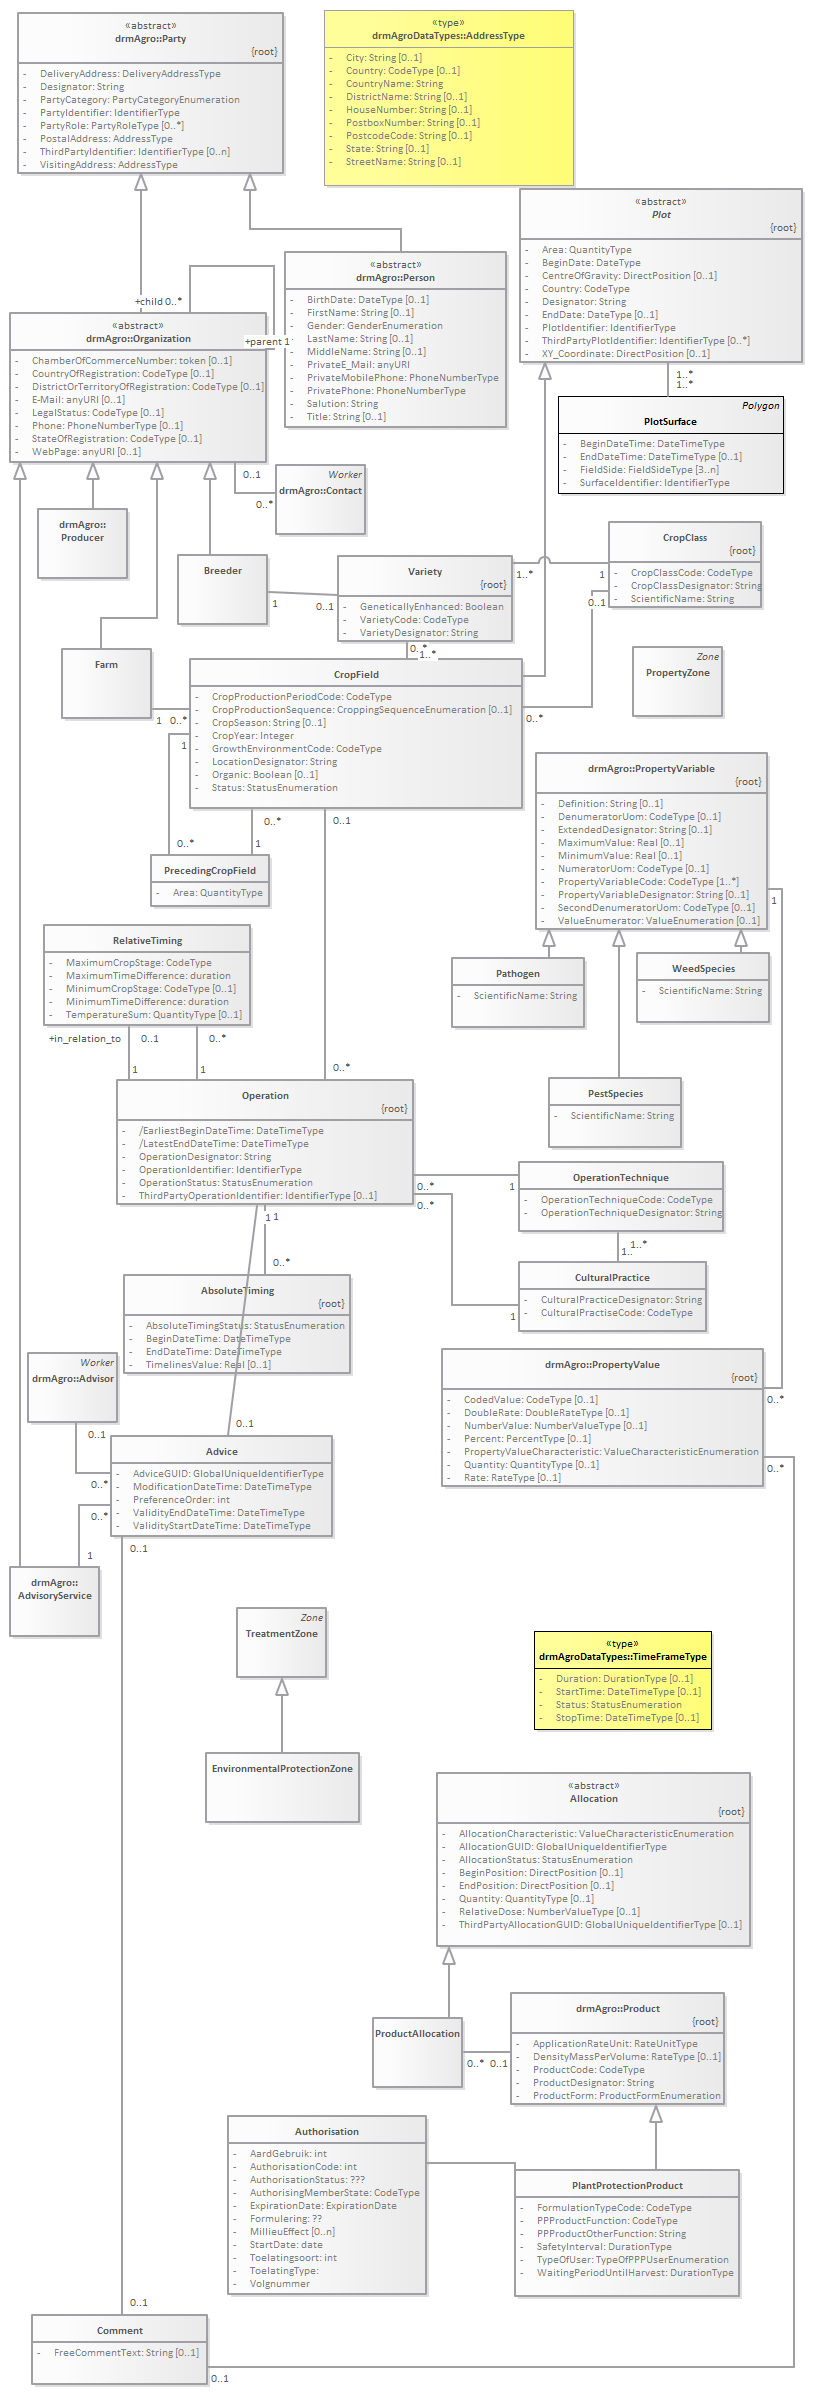 «abstract»
drmAgro::Party
{root}
- DeliveryAddress: DeliveryAddressType
- Designator: String
- PartyCategory: PartyCategoryEnumeration
- PartyIdentifier: IdentifierType
- PartyRole: PartyRoleType [0..*]
- PostalAddress: AddressType
- ThirdPartyIdentifier: IdentifierType [0..n]
- VisitingAddress: AddressType
«type»
drmAgroDataTypes::AddressType
- City: String [0..1]
- Country: CodeType [0..1]
- CountryName: String
- DistrictName: String [0..1]
- HouseNumber: String [0..1]
- PostboxNumber: String [0..1]
- PostcodeCode: String [0..1]
- State: String [0..1]
- StreetName: String [0..1]
«abstract»
Plot
{root}
- Area: QuantityType
- BeginDate: DateType
- CentreOfGravity: DirectPosition [0..1]
- Country: CodeType
- Designator: String
- EndDate: DateType [0..1]
- PlotIdentifier: IdentifierType
- ThirdPartyPlotIdentifier: IdentifierType [0..*]
- XY_Coordinate: DirectPosition [0..1]
«abstract»
drmAgro::Person
- BirthDate: DateType [0..1]
- FirstName: String [0..1]
- Gender: GenderEnumeration
- LastName: String [0..1]
- MiddleName: String [0..1]
- PrivateE_Mail: anyURI
- PrivateMobilePhone: PhoneNumberType
- PrivatePhone: PhoneNumberType
- Salution: String
- Title: String [0..1]
+child 0..*
+parent 1
«abstract»
drmAgro::Organization
- ChamberOfCommerceNumber: token [0..1]
- CountryOfRegistration: CodeType [0..1]
- DistrictOrTerritoryOfRegistration: CodeType [0..1]
- E-Mail: anyURI [0..1]
- LegalStatus: CodeType [0..1]
- Phone: PhoneNumberType [0..1]
- StateOfRegistration: CodeType [0..1]
- WebPage: anyURI [0..1]
1..*
1..*
Polygon
PlotSurface
- BeginDateTime: DateTimeType
- EndDateTime: DateTimeType [0..1]
- FieldSide: FieldSideType [3..n]
- SurfaceIdentifier: IdentifierType
0..1
0..*
Worker
drmAgro::Contact
drmAgro::
Producer
Breeder
1
0..1
Variety
{root}
- GeneticallyEnhanced: Boolean
- VarietyCode: CodeType
- VarietyDesignator: String
1..*
1
0..1
CropClass
{root}
- CropClassCode: CodeType
- CropClassDesignator: String
- ScientificName: String
Farm
0..*
1..*
Zone
PropertyZone
CropField
- CropProductionPeriodCode: CodeType
- CropProductionSequence: CroppingSequenceEnumeration [0..1]
- CropSeason: String [0..1]
- CropYear: Integer
- GrowthEnvironmentCode: CodeType
- LocationDesignator: String
- Organic: Boolean [0..1]
- Status: StatusEnumeration
1
0..*
1
0..*
0..*
0..1
0..*
1
PrecedingCropField
- Area: QuantityType
drmAgro::PropertyVariable
{root}
- Definition: String [0..1]
- DenumeratorUom: CodeType [0..1]
- ExtendedDesignator: String [0..1]
- MaximumValue: Real [0..1]
- MinimumValue: Real [0..1]
- NumeratorUom: CodeType [0..1]
- PropertyVariableCode: CodeType [1..*]
- PropertyVariableDesignator: String [0..1]
- SecondDenumeratorUom: CodeType [0..1]
- ValueEnumerator: ValueEnumeration [0..1]
1
RelativeTiming
- MaximumCropStage: CodeType
- MaximumTimeDifference: duration
- MinimumCropStage: CodeType [0..1]
- MinimumTimeDifference: duration
- TemperatureSum: QuantityType [0..1]
Pathogen
- ScientificName: String
WeedSpecies
- ScientificName: String
PestSpecies
- ScientificName: String
+in_relation_to
0..1
0..*
1
1
0..*
Operation
{root}
- /EarliestBeginDateTime: DateTimeType
- /LatestEndDateTime: DateTimeType
- OperationDesignator: String
- OperationIdentifier: IdentifierType
- OperationStatus: StatusEnumeration
- ThirdPartyOperationIdentifier: IdentifierType [0..1]
0..*
0..*
1
OperationTechnique
- OperationTechniqueCode: CodeType
- OperationTechniqueDesignator: String
1..*
1..
1
CulturalPractice
- CulturalPracticeDesignator: String
- CulturalPractiseCode: CodeType
1
1
0..*
AbsoluteTiming
{root}
- AbsoluteTimingStatus: StatusEnumeration
- BeginDateTime: DateTimeType
- EndDateTime: DateTimeType
- TimelinesValue: Real [0..1]
drmAgro::PropertyValue
{root}
- CodedValue: CodeType [0..1]
- DoubleRate: DoubleRateType [0..1]
- NumberValue: NumberValueType [0..1]
- Percent: PercentType [0..1]
- PropertyValueCharacteristic: ValueCharacteristicEnumeration
- Quantity: QuantityType [0..1]
- Rate: RateType [0..1]
0..*
0..*
Worker
drmAgro::Advisor
0..1
0..*
0..1
Advice
- AdviceGUID: GlobalUniqueIdentifierType
- ModificationDateTime: DateTimeType
- PreferenceOrder: int
- ValidityEndDateTime: DateTimeType
- ValidityStartDateTime: DateTimeType
0..*
1
0..1
drmAgro::
AdvisoryService
Zone
TreatmentZone
EnvironmentalProtectionZone
«type»
drmAgroDataTypes::TimeFrameType
- Duration: DurationType [0..1]
- StartTime: DateTimeType [0..1]
- Status: StatusEnumeration
- StopTime: DateTimeType [0..1]
«abstract»
Allocation
{root}
- AllocationCharacteristic: ValueCharacteristicEnumeration
- AllocationGUID: GlobalUniqueIdentifierType
- AllocationStatus: StatusEnumeration
- BeginPosition: DirectPosition [0..1]
- EndPosition: DirectPosition [0..1]
- Quantity: QuantityType [0..1]
- RelativeDose: NumberValueType [0..1]
- ThirdPartyAllocationGUID: GlobalUniqueIdentifierType [0..1]
ProductAllocation
0..*
0..1
drmAgro::Product
{root}
- ApplicationRateUnit: RateUnitType
- DensityMassPerVolume: RateType [0..1]
- ProductCode: CodeType
- ProductDesignator: String
- ProductForm: ProductFormEnumeration
Authorisation
- AardGebruik: int
- AuthorisationCode: int
- AuthorisationStatus: ???
- AuthorisingMemberState: CodeType
- ExpirationDate: ExpirationDate
- Formulering: ??
- MillieuEffect [0..n]
- StartDate: date
- Toelatingsoort: int
- ToelatingType:
- Volgnummer
PlantProtectionProduct
- FormulationTypeCode: CodeType
- PPProductFunction: CodeType
- PPProductOtherFunction: String
- SafetyInterval: DurationType
- TypeOfUser: TypeOfPPPUserEnumeration
- WaitingPeriodUntilHarvest: DurationType
0..1
Comment
- FreeCommentText: String [0..1]
0..1